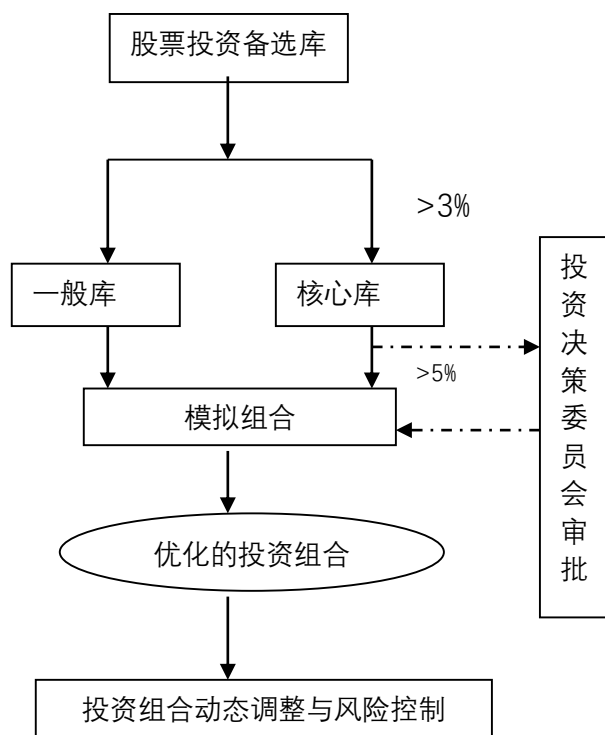 股票投资备选库
>3%
一般库
核心库
>5%
模拟组合
投资决策委员会审批
优化的投资组合
投资组合动态调整与风险控制